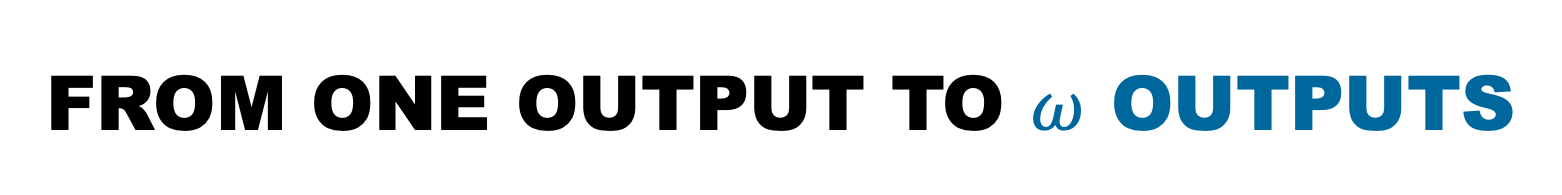 FROM ONE OUTPUT TO ω OUTPUTS